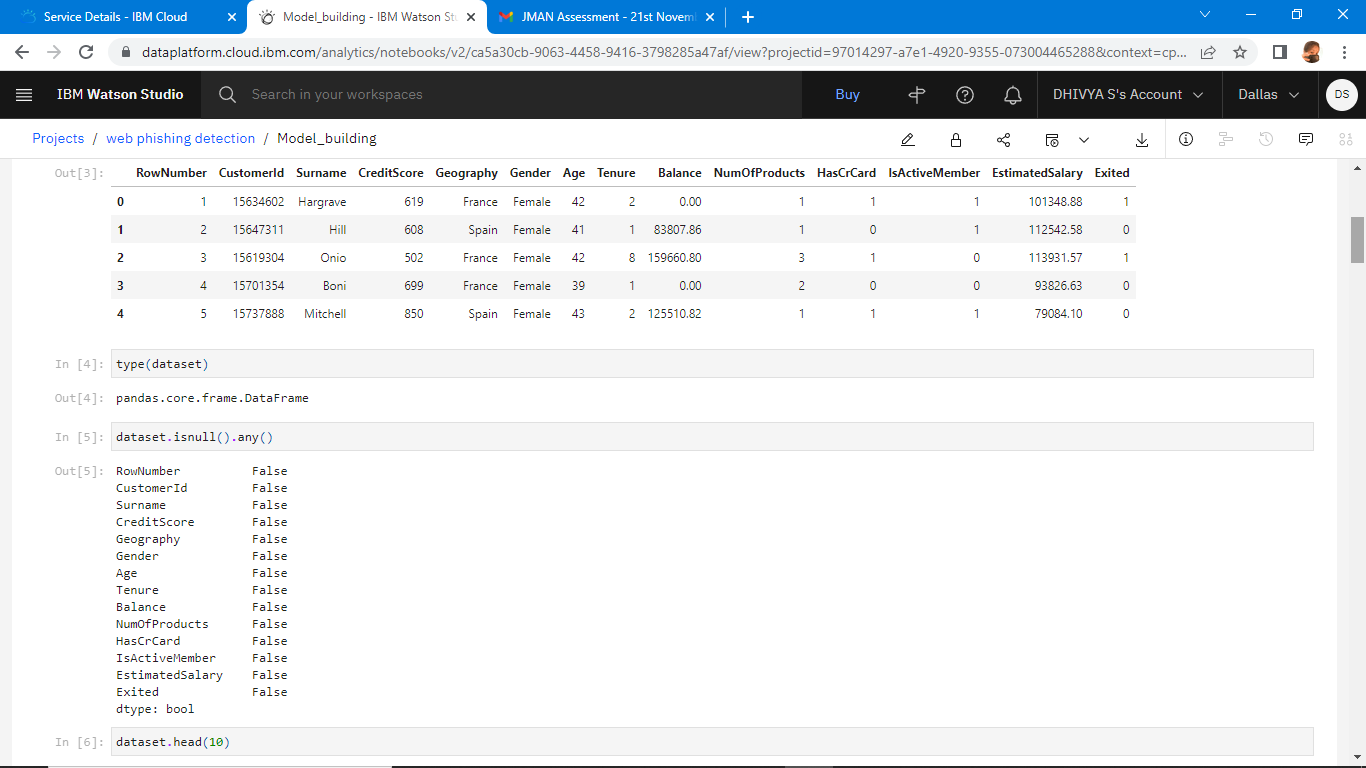 Service Details - IBM Cloud
Model_building - IBM Watson Stu
JMAN Assessment - 21st Novem
dataplatform.cloud.ibm.com/analytics/notebooks/v2/ca5a30cb-9063-4458-9416-3798285a47af/view?projectid=97014297-a7e1-4920-9355-073004465288&context=cp...
IBM Watson Studio
Search in your workspaces
Buy
DHIVYA S's Account
Dallas
DS
Projects / web phishing detection / Model_building
Out[3]:
RowNumber CustomerId Surname CreditScore Geography Gender Age Tenure Balance NumOfProducts HasCrCard IsActiveMember EstimatedSalary Exited
0 1 15634602 Hargrave 619 France Female 42 2 0.00 1 1 1 101348.88 1
1 2 15647311 Hill 608 Spain Female 41 1 83807.86 1 0 1 112542.58 0
2 3 15619304 Onio 502 France Female 42 8 159660.80 3 1 0 113931.57 1
3 4 15701354 Boni 699 France Female 39 1 0.00 2 0 0 93826.63 0
4 5 15737888 Mitchell 850 Spain Female 43 2 125510.82 1 1 1 79084.10 0
In [4]: type(dataset)
Out[4]: pandas.core.frame.DataFrame
In [5]: dataset.isnull().any()
Out[5]: RowNumber False
CustomerId False
Surname False
CreditScore False
Geography False
Gender False
Age False
Tenure False
Balance False
NumOfProducts False
HasCrCard False
IsActiveMember False
EstimatedSalary False
Exited False
dtype: bool
In [6]: dataset.head(10)